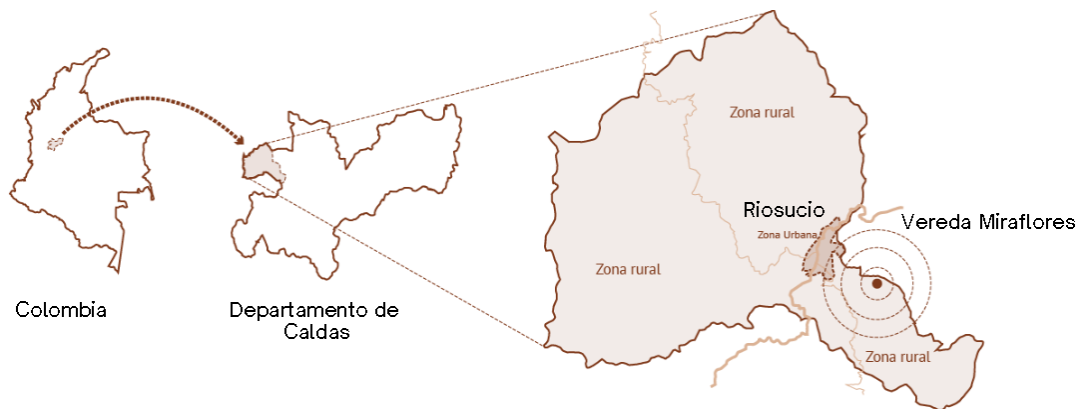 Colombia
Departamento de
Caldas
Zona rural
Zona rural
Riosucio
Zona Urbana
Vereda Miraflores
Zona rural